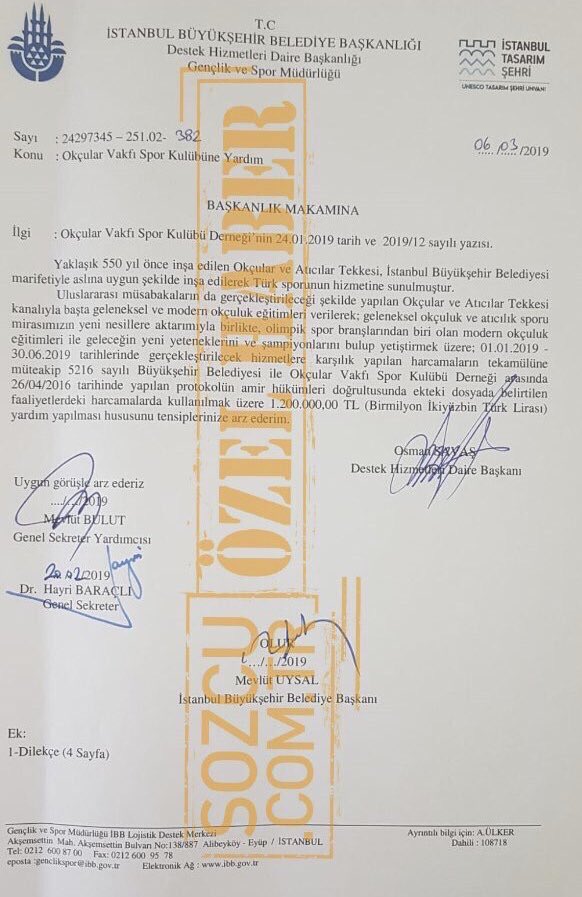 T.C
İSTANBUL BÜYÜKŞEHİR BELEDİYE BAŞKANLIĞI
Destek Hizmetleri Daire Başkanlığı
Gençlik ve Spor Müdürlüğü
İSTANBUL
TASARIM
ŞEHRİ
UNESCO TASARIM ŞEHRİ UNVANI
Sayı : 24297345 – 251.02- 382
06/03/2019
Konu : Okçular Vakfı Spor Kulübüne Yardım
BAŞKANLIK MAKAMINA
İlgi : Okçular Vakfı Spor Kulübü Derneği'nin 24.01.2019 tarih ve 2019/12 sayılı yazısı.
Yaklaşık 550 yıl önce inşa edilen Okçular ve Atıcılar Tekkesi, İstanbul Büyükşehir Belediyesi
marifetiyle aslına uygun şekilde inşa edilerek Türk sporunun hizmetine sunulmuştur.
Uluslararası müsabakaların da gerçekleştirileceği şekilde yapılan Okçular ve Atıcılar Tekkesi
kanalıyla başta geleneksel ve modern okçuluk eğitimleri verilerek; geleneksel okçuluk ve atıcılık sporu
mirasımızın yeni nesillere aktarımıyla birlikte, olimpik spor branşlarından biri olan modern okçuluk
eğitimleri ile geleceğin yeni yeteneklerini ve şampiyonlarını bulup yetiştirmek üzere; 01.01.2019 -
30.06.2019 tarihlerinde gerçekleştirilecek hizmetlere karşılık yapılan harcamaların tekamülüne
müteakip 5216 sayılı Büyükşehir Belediyesi ile Okçular Vakfı Spor Kulübü Derneği arasında
26/04/2016 tarihinde yapılan protokolün amir hükümleri doğrultusunda ekteki dosyada belirtilen
faaliyetlerdeki harcamalarda kullanılmak üzere 1.200.000,00 TL (Birmilyon İkiyüzbin Türk Lirası)
yardım yapılması hususunu tensiplerinize arz ederim.
Osman SAVAŞ
Destek Hizmetleri Daire Başkanı
Uygun görüşle arz ederiz
..../..../2019
Mevlüt BULUT
Genel Sekreter Yardımcısı
2019
Dr. Hayri BARAÇLI
Genel Sekreter
OLUR
.../.../2019
Mevlüt UYSAL
İstanbul Büyükşehir Belediye Başkanı
Ek:
1-Dilekçe (4 Sayfa)
ÖZEL HABER
SOZCU
.COM.TR
Gençlik ve Spor Müdürlüğü İBB Lojistik Destek Merkezi
Akşemsettin Mah. Akşemsettin Bulvarı No:138/887 Alibeyköy - Eyüp / İSTANBUL
Tel: 0212 600 87 00 Fax: 0212 600 95 78
eposta :genclikspor@ibb.gov.tr Elektronik Ağ : www.ibb.gov.tr
Ayrıntılı bilgi için: A.ÜLKER
Dahili : 108718